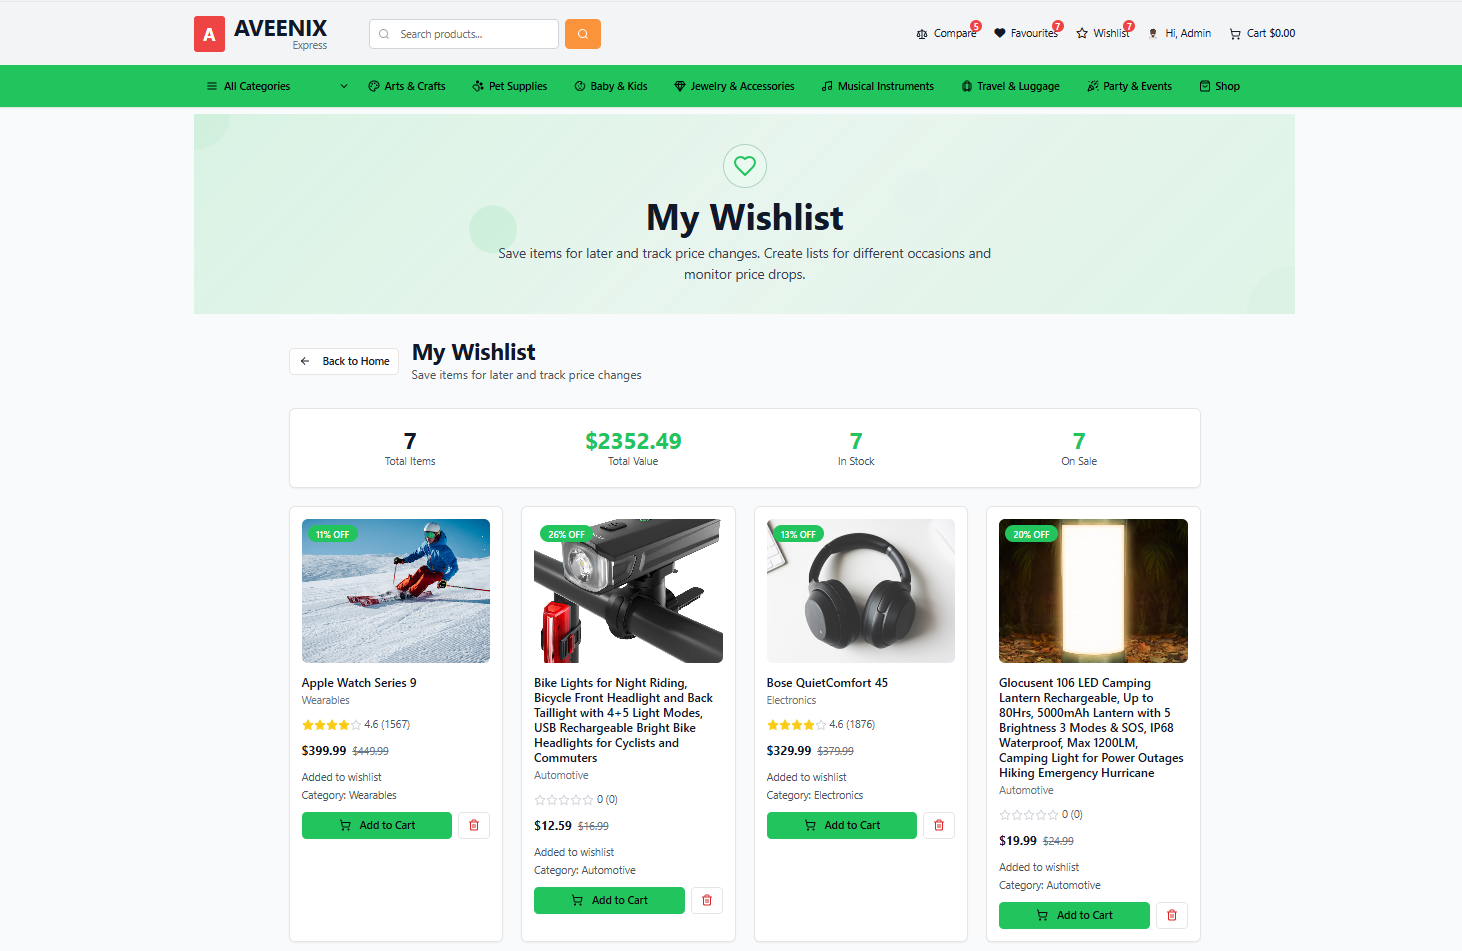 A
AVEENIX
Express
Search products...
Compare 5
Favourites 7
Wishlist 7
Hi, Admin
Cart $0.00
All Categories
Arts & Crafts
Pet Supplies
Baby & Kids
Jewelry & Accessories
Musical Instruments
Travel & Luggage
Party & Events
Shop
My Wishlist
Save items for later and track price changes. Create lists for different occasions and
monitor price drops.
Back to Home
My Wishlist
Save items for later and track price changes
7
Total Items
$2352.49
Total Value
7
In Stock
7
On Sale
11% OFF
Apple Watch Series 9
Wearables
4.6 (1567)
$399.99 $449.99
Added to wishlist
Category: Wearables
Add to Cart
26% OFF
Bike Lights for Night Riding,
Bicycle Front Headlight and Back
Taillight with 4+5 Light Modes,
USB Rechargeable Bright Bike
Headlights for Cyclists and
Commuters
Automotive
0 (0)
$12.59 $16.99
Added to wishlist
Category: Automotive
Add to Cart
13% OFF
Bose QuietComfort 45
Electronics
4.6 (1876)
$329.99 $379.99
Added to wishlist
Category: Electronics
Add to Cart
20% OFF
Glocusent 106 LED Camping
Lantern Rechargeable, Up to
80Hrs, 5000mAh Lantern with 5
Brightness 3 Modes & SOS, IP68
Waterproof, Max 1200LM,
Camping Light for Power Outages
Hiking Emergency Hurricane
Automotive
0 (0)
$19.99 $24.99
Added to wishlist
Category: Automotive
Add to Cart